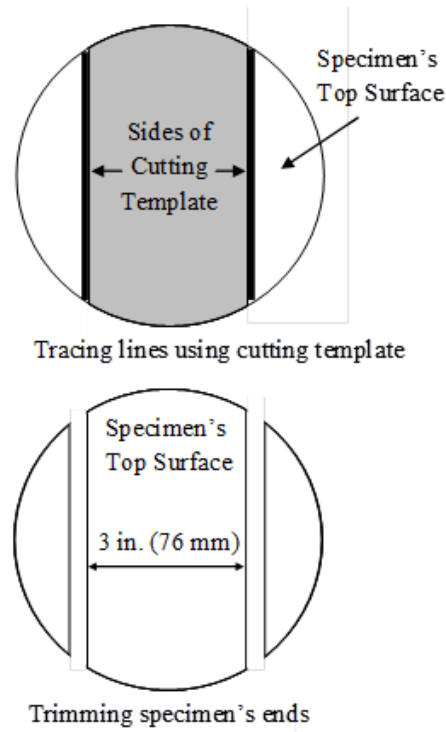 Specimen's
Top Surface
Sides of
Cutting
Template
Tracing lines using cutting template
Specimen's
Top Surface
3 in. (76 mm)
Trimming specimen's ends